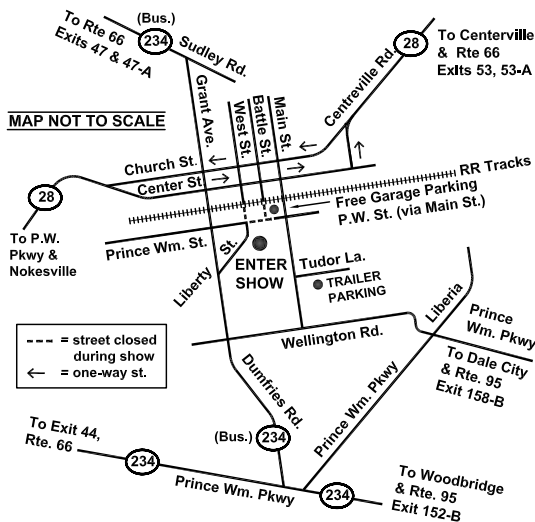 To Rte 66
Exits 47 & 47-A
(Bus.)
234
Sudley Rd.
28
To Centerville
& Rte 66
Exits 53, 53-A
Centreville Rd.
Grant Ave.
West St.
Battle St.
Main St.
MAP NOT TO SCALE
Church St.
Center St.
RR Tracks
Free Garage Parking
P.W. St. (via Main St.)
28
To P.W.
Pkwy &
Nokesville
Prince Wm. St.
Liberty St.
ENTER
SHOW
Tudor La.
TRAILER
PARKING
Liberia
Prince
Wm. Pkwy
Wellington Rd.
To Dale City
& Rte. 95
Exit 158-B
= street closed
during show
= one-way st.
Dumfries Rd.
Prince Wm. Pkwy
(Bus.)
234
To Exit 44,
Rte. 66
234
Prince Wm. Pkwy
234
To Woodbridge
& Rte. 95
Exit 152-B